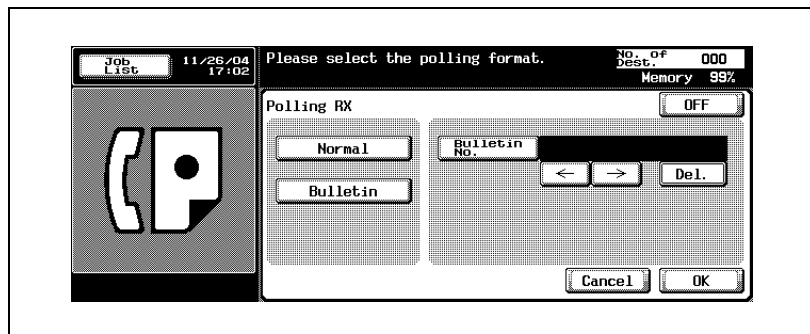 Job List
11/26/04
17:02
Please select the polling format.
No. of Dest. 000
Memory 99%
Polling RX
OFF
Normal
Bulletin No.
← →
Del.
Bulletin
Cancel
OK